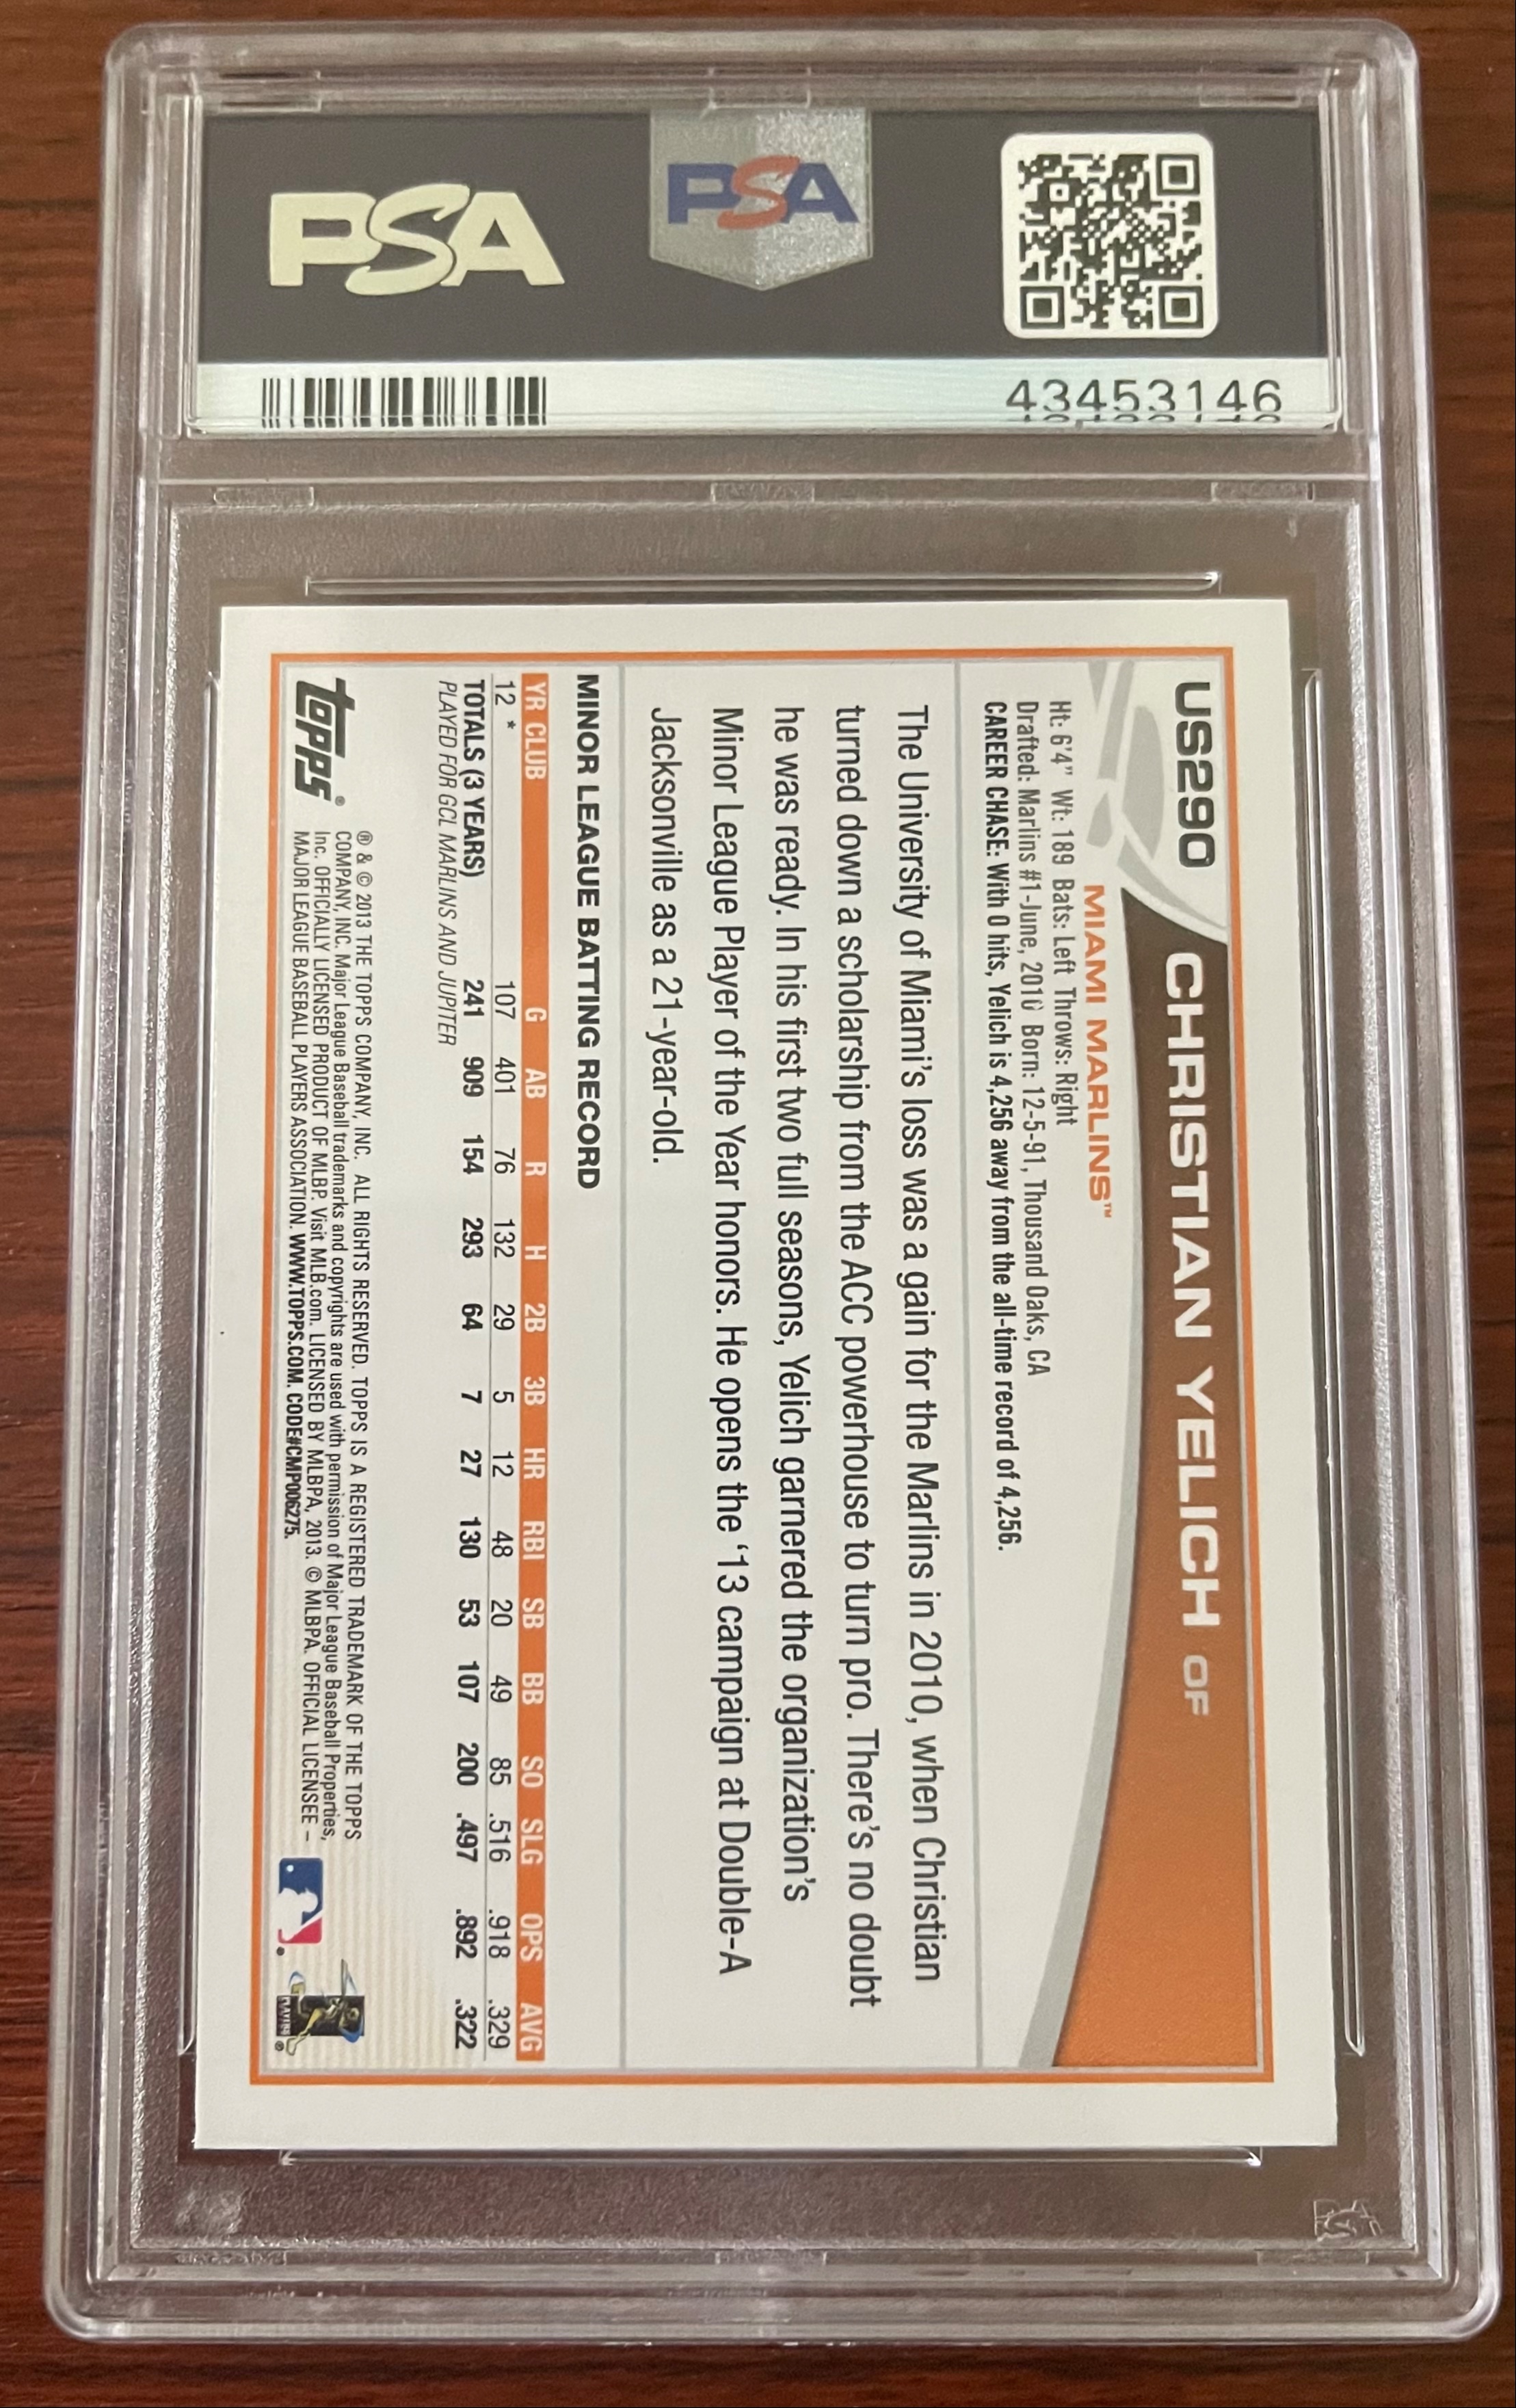 PSA
PSA
43453146
US290 CHRISTIAN YELICH OF
MIAMI MARLINS™
Ht: 6'4" Wt: 189 Bats: Left Throws: Right
Drafted: Marlins #1-June, 2010 Born: 12-5-91, Thousand Oaks, CA
CAREER CHASE: With 0 hits, Yelich is 4,256 away from the all-time record of 4,256.
The University of Miami's loss was a gain for the Marlins in 2010, when Christian
turned down a scholarship from the ACC powerhouse to turn pro. There's no doubt
he was ready. In his first two full seasons, Yelich garnered the organization's
Minor League Player of the Year honors. He opens the '13 campaign at Double-A
Jacksonville as a 21-year-old.
MINOR LEAGUE BATTING RECORD
YR CLUB G AB R H 2B 3B HR RBI SB BB SO SLG OPS AVG
12 * 107 401 76 132 29 5 12 48 20 49 85 .516 .918 .329
TOTALS (3 YEARS) 241 909 154 293 64 7 27 130 53 107 200 .497 .892 .322
PLAYED FOR GCL MARLINS AND JUPITER
topps®
® & © 2013 THE TOPPS COMPANY, INC. ALL RIGHTS RESERVED. TOPPS IS A REGISTERED TRADEMARK OF THE TOPPS
COMPANY, INC. Major League Baseball trademarks and copyrights are used with permission of Major League Baseball Properties,
Inc. OFFICIALLY LICENSED PRODUCT OF MLBP. Visit MLB.com. LICENSED BY MLBPA, 2013. © MLBPA. OFFICIAL LICENSEE –
MAJOR LEAGUE BASEBALL PLAYERS ASSOCIATION. WWW.TOPPS.COM. CODE#CMP006275.